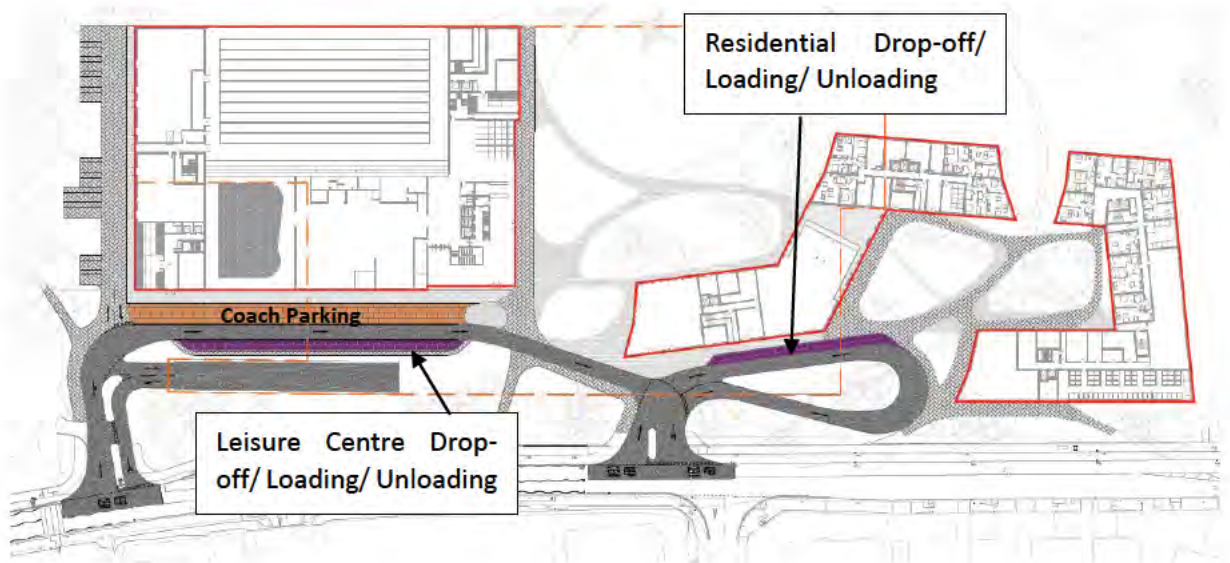 Residential Drop-off/
Loading/ Unloading
Coach Parking
Leisure Centre Drop-
off/ Loading/ Unloading